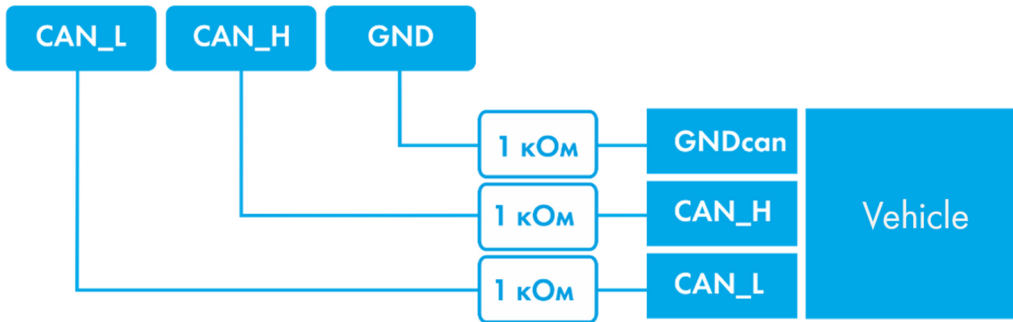 CAN_L CAN_H GND
1 кОм GNDcan
1 кОм CAN_H
Vehicle
1 кОм CAN_L